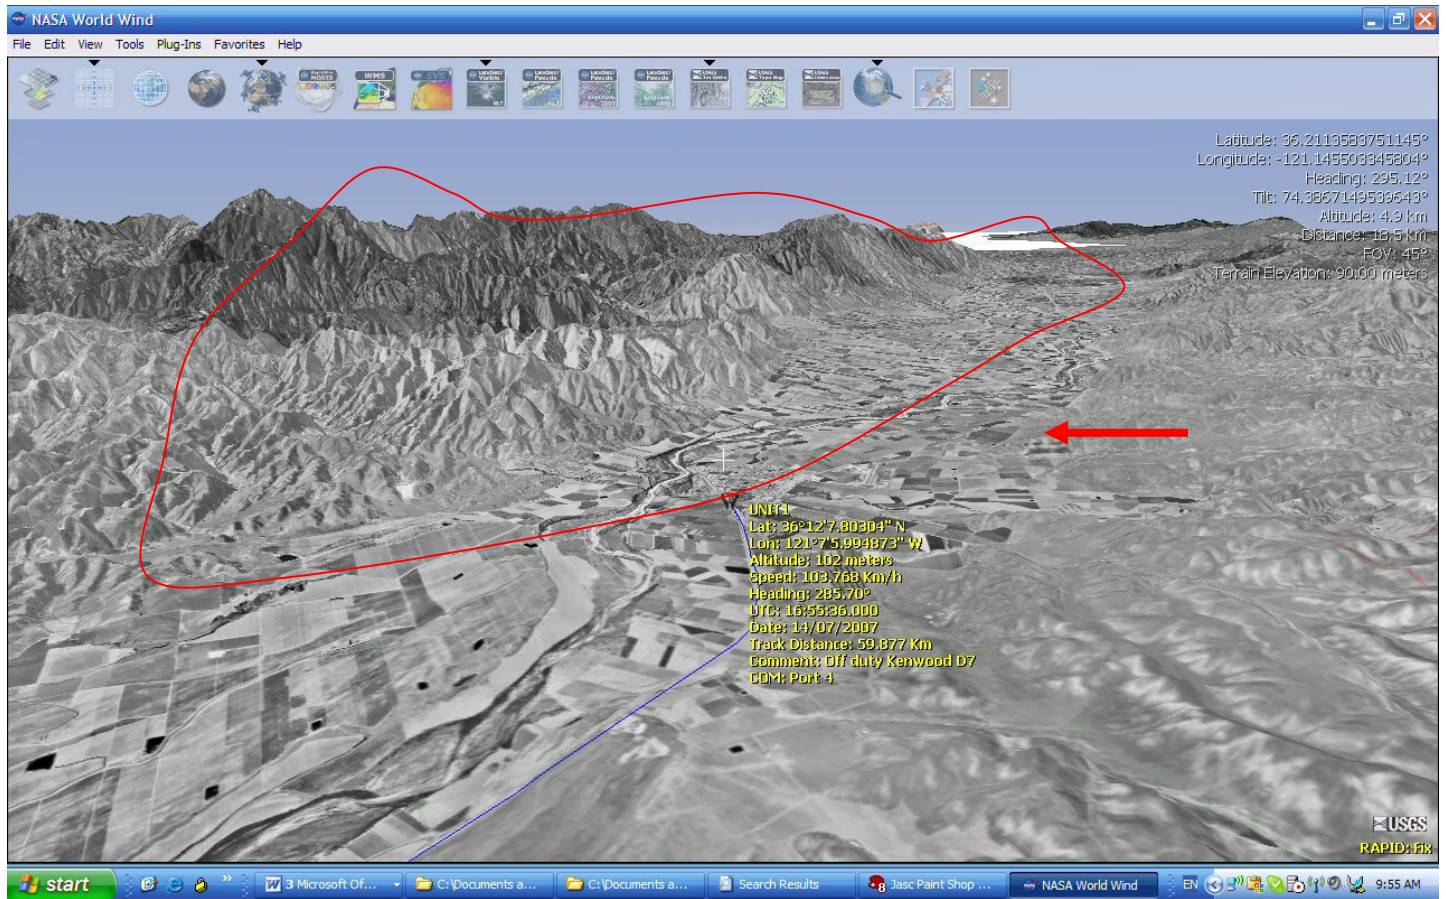 NASA World Wind
File Edit View Tools Plug-Ins Favorites Help
WMS
Latitude: 36.2113583751145°
Longitude: -121.145503345804°
Heading: 295.12°
Tilt: 74.3867149539643°
Altitude: 4.9 km
Distance: 18.5 km
FOV: 45°
Terrain Elevation: 90.00 meters
UNIT1
Lat: 36°12'7.80304" N
Lon: 121°7'5.994873" W
Altitude: 102 meters
Speed: 103.768 Km/h
Heading: 285.70°
UTC: 16:55:36.000
Date: 14/07/2007
Track Distance: 59.877 Km
Comment: Off duty Kenwood D7
COM: Port 4
USGS
RAPID: Fix
start
3 Microsoft Of...
C:\Documents a...
C:\Documents a...
Search Results
Jasc Paint Shop ...
NASA World Wind
EN
9:55 AM